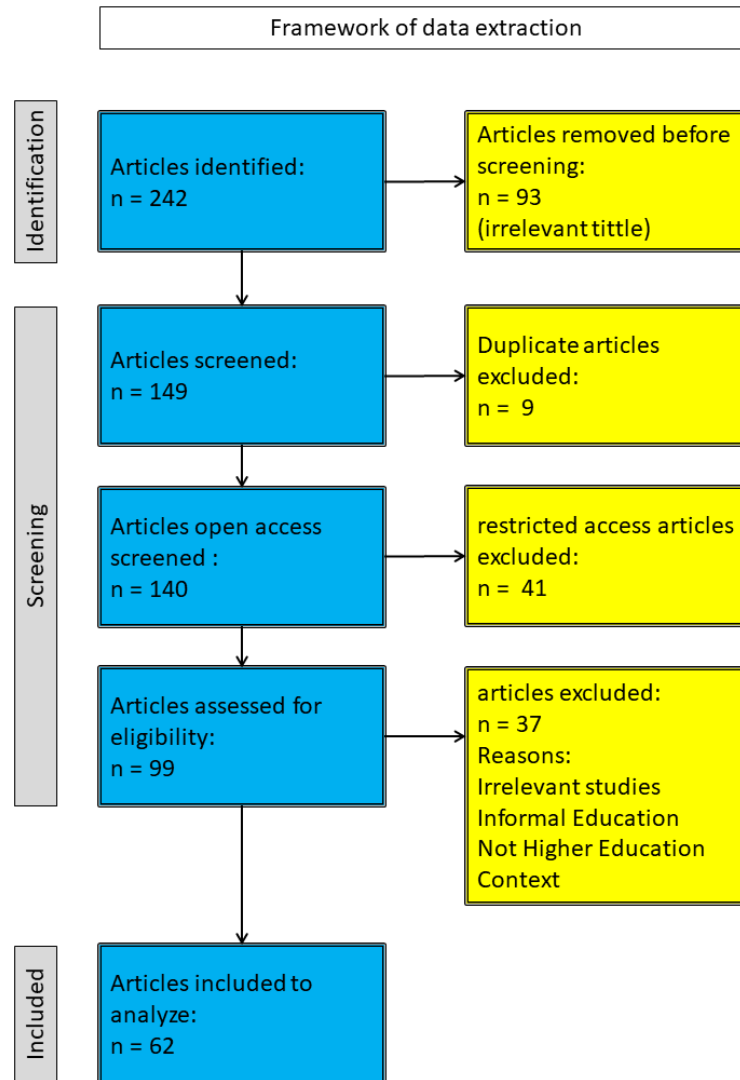 Framework of data extraction
Identification
Articles identified:
n = 242
Articles removed before
screening:
n = 93
(irrelevant tittle)
Screening
Articles screened:
n = 149
Duplicate articles
excluded:
n =  9
Articles open access
screened :
n = 140
restricted access articles
excluded:
n =  41
Articles assessed for
eligibility:
n = 99
articles excluded:
n = 37
Reasons:
Irrelevant studies
Informal Education
Not Higher Education
Context
Included
Articles included to
analyze:
n = 62